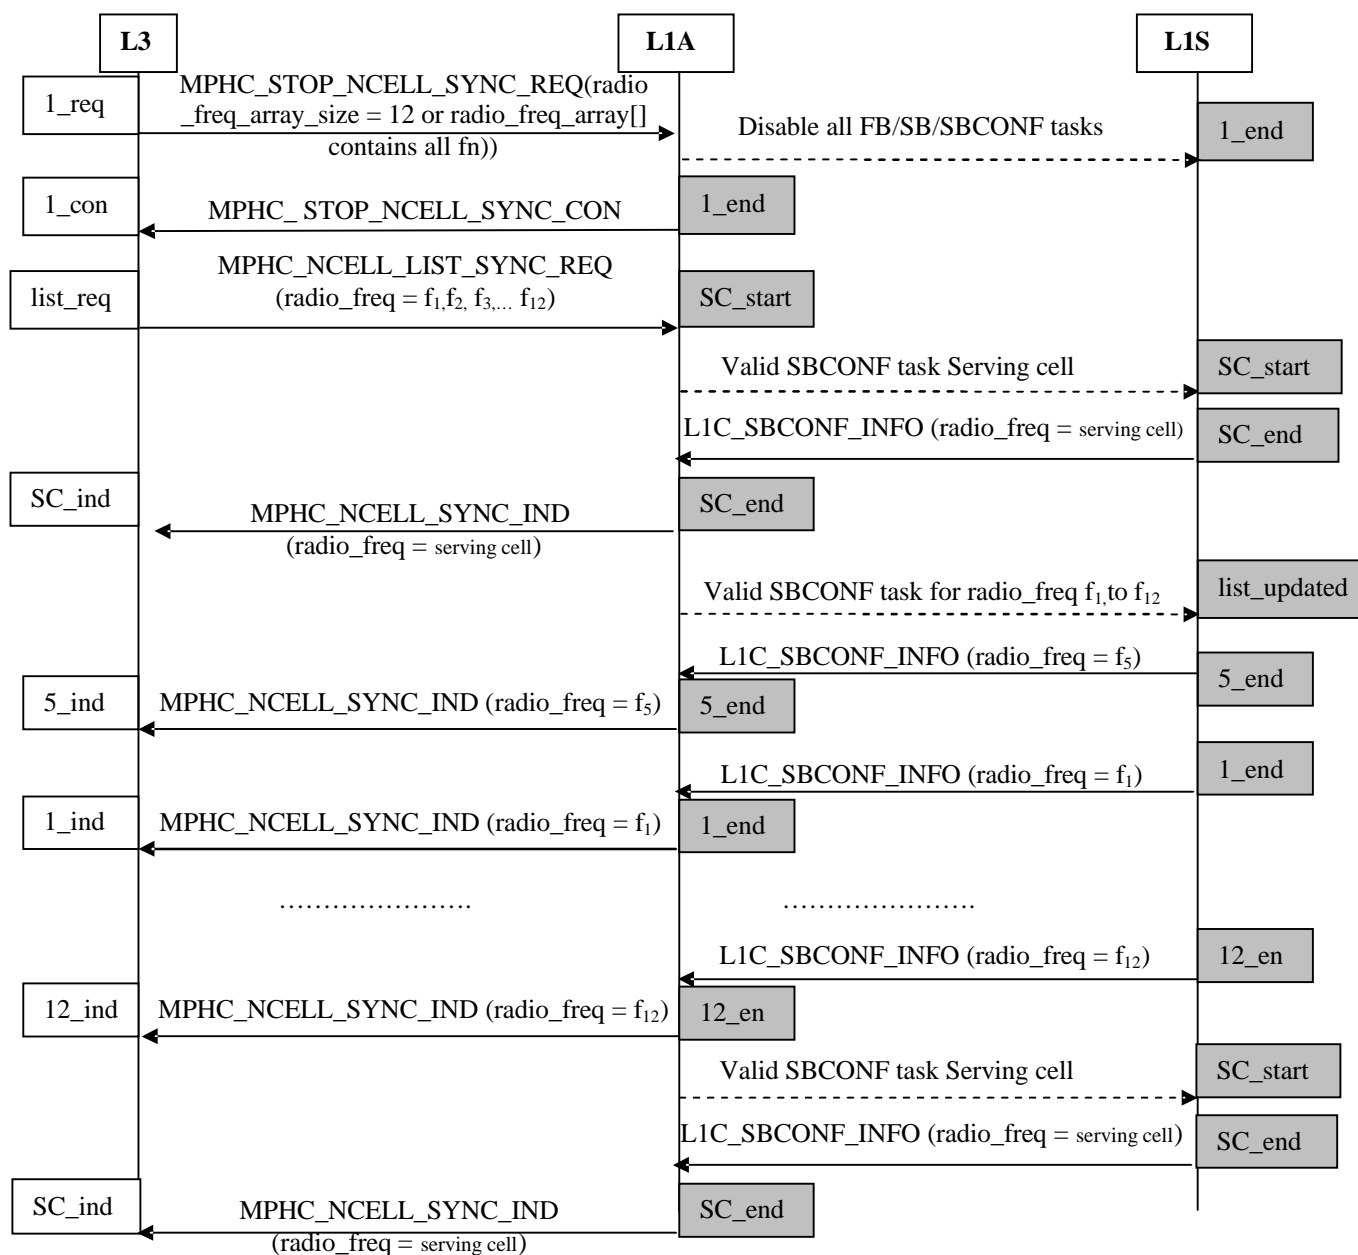 L3
L1A
L1S
1_req
MPHC_STOP_NCELL_SYNC_REQ(radio
_freq_array_size = 12 or radio_freq_array[]
contains all fn))
Disable all FB/SB/SBCONF tasks
1_end
1_con
MPHC_ STOP_NCELL_SYNC_CON
1_end
list_req
MPHC_NCELL_LIST_SYNC_REQ
(radio_freq = f1,f2, f3,... f12)
SC_start
Valid SBCONF task Serving cell
SC_start
L1C_SBCONF_INFO (radio_freq = serving cell)
SC_end
SC_ind
MPHC_NCELL_SYNC_IND
(radio_freq = serving cell)
SC_end
Valid SBCONF task for radio_freq f1,to f12
list_updated
L1C_SBCONF_INFO (radio_freq = f5)
5_end
5_ind
MPHC_NCELL_SYNC_IND (radio_freq = f5)
5_end
L1C_SBCONF_INFO (radio_freq = f1)
1_end
1_ind
MPHC_NCELL_SYNC_IND (radio_freq = f1)
1_end
…………………. ………………….
L1C_SBCONF_INFO (radio_freq = f12)
12_en
12_ind
MPHC_NCELL_SYNC_IND (radio_freq = f12)
12_en
Valid SBCONF task Serving cell
SC_start
L1C_SBCONF_INFO (radio_freq = serving cell)
SC_end
SC_ind
MPHC_NCELL_SYNC_IND
(radio_freq = serving cell)
SC_end